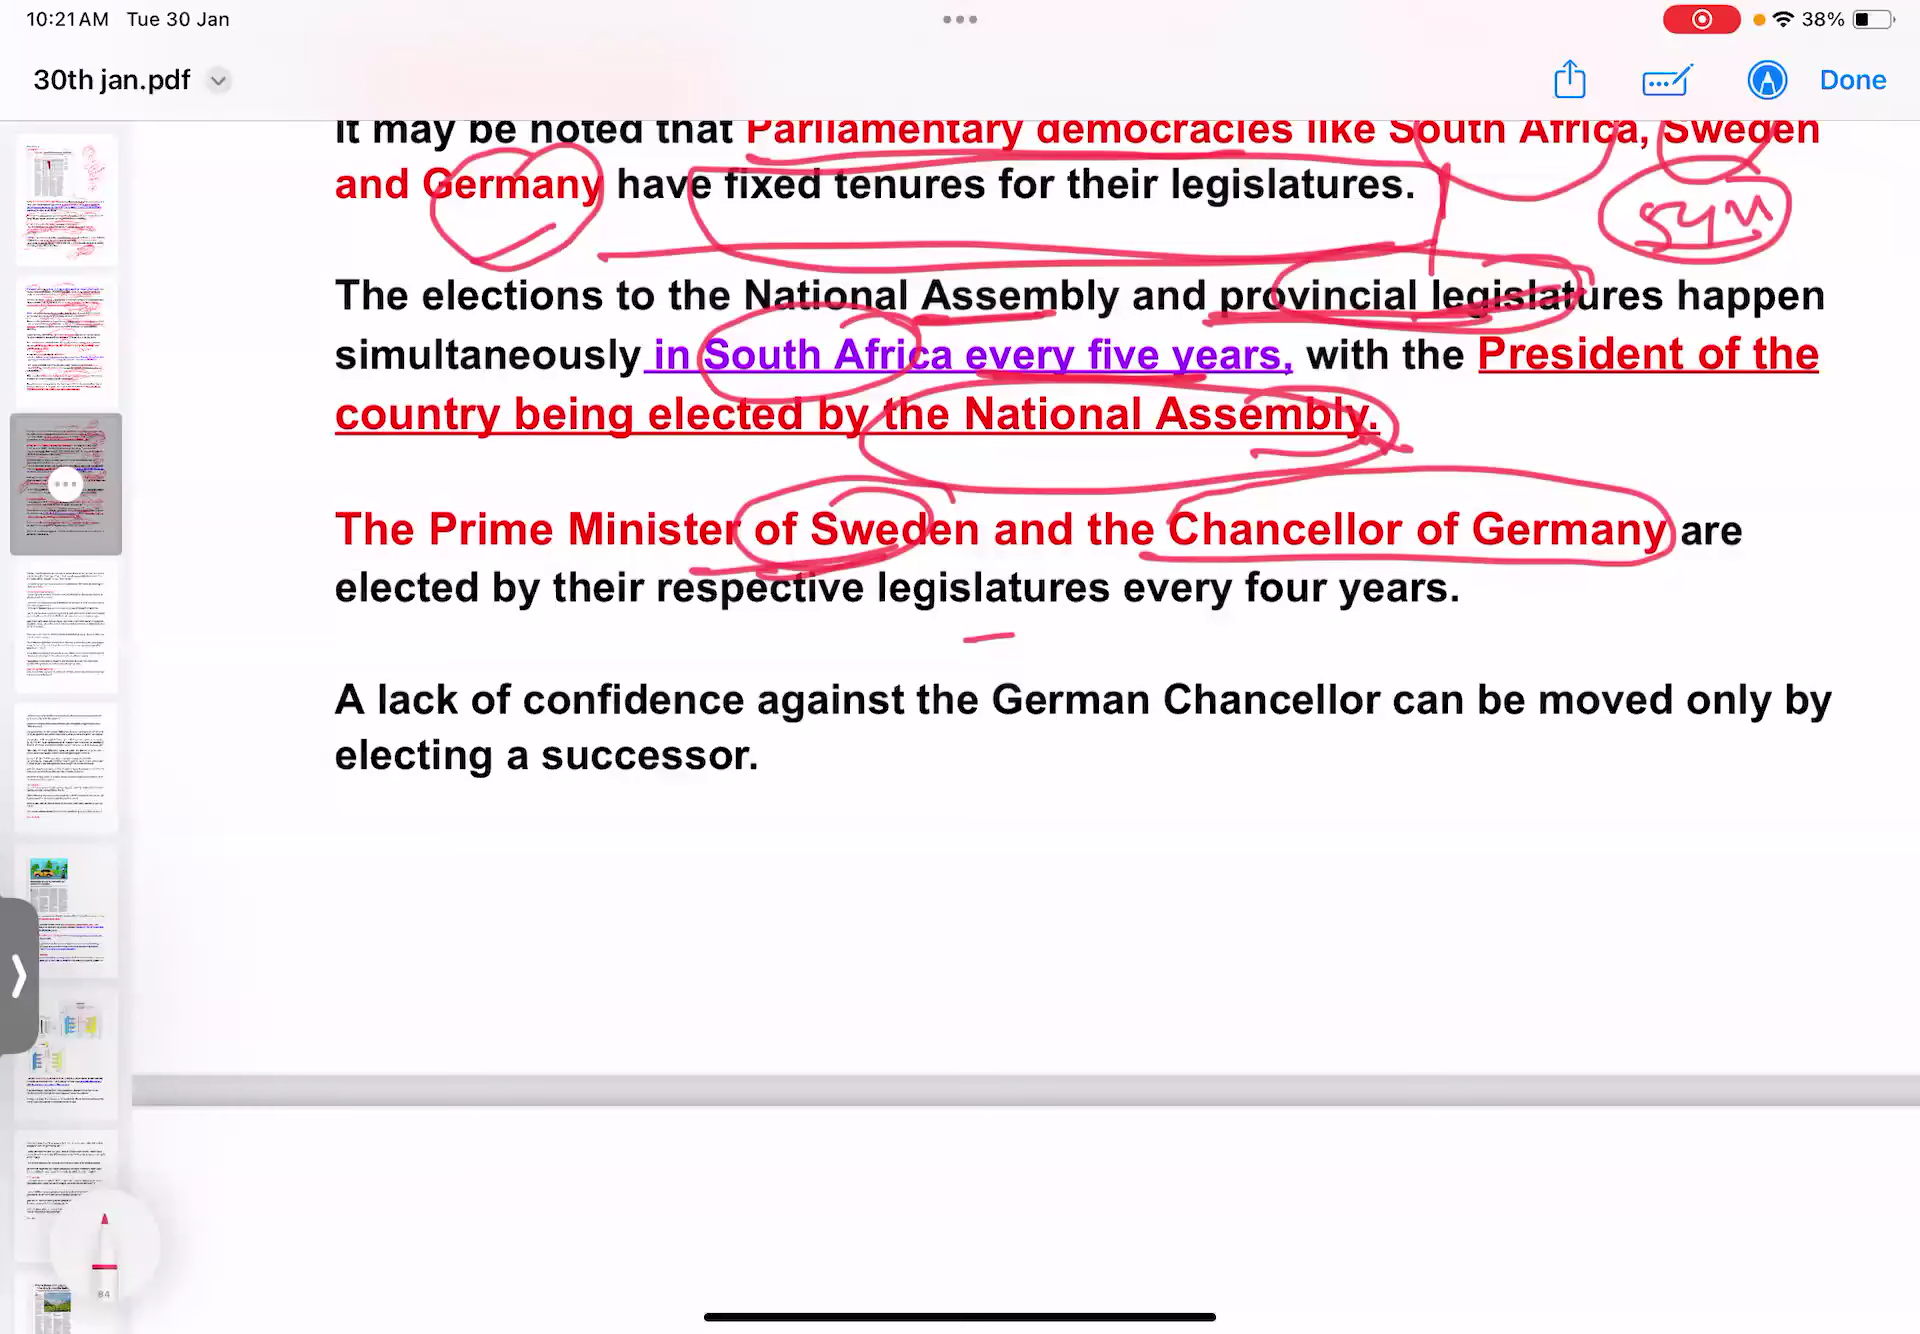 10:21 AM Tue 30 Jan
38%
30th jan.pdf
Done
It may be noted that Parliamentary democracies like South Africa, Sweden
and Germany have fixed tenures for their legislatures.
5yr
The elections to the National Assembly and provincial legislatures happen
simultaneously in South Africa every five years, with the President of the
country being elected by the National Assembly.
The Prime Minister of Sweden and the Chancellor of Germany are
elected by their respective legislatures every four years.
A lack of confidence against the German Chancellor can be moved only by
electing a successor.
84